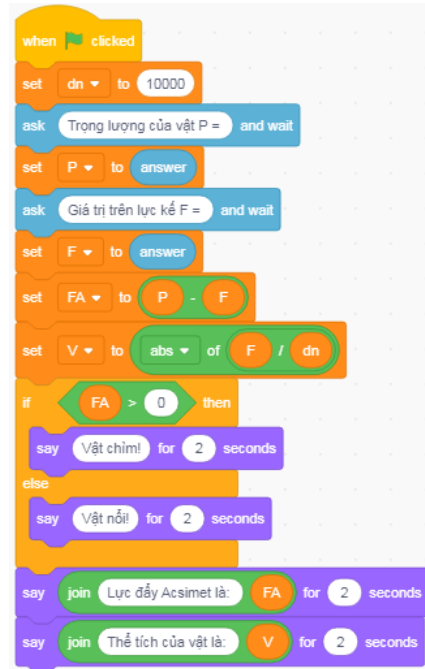 when clicked
set dn to 10000
ask Trọng lượng của vật P = and wait
set P to answer
ask Giá trị trên lực kế F = and wait
set F to answer
set FA to P - F
set V to abs of F / dn
if FA > 0 then
say Vật chìm! for 2 seconds
else
say Vật nổi! for 2 seconds
say join Lực đẩy Acsimet là: FA for 2 seconds
say join Thể tích của vật là: V for 2 seconds